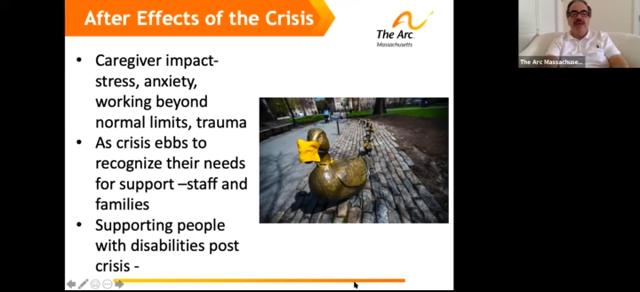 After Effects of the Crisis
The Arc
Massachusetts
• Caregiver impact-
stress, anxiety,
working beyond
normal limits, trauma
• As crisis ebbs to
recognize their needs
for support –staff and
families
• Supporting people
with disabilities post
crisis -
The Arc Massachuse...